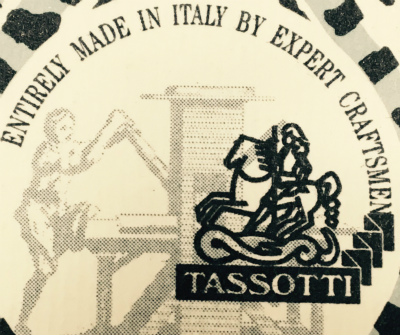 ENTIRELY MADE IN ITALY BY EXPERT CRAFTSMEN
TASSOTTI